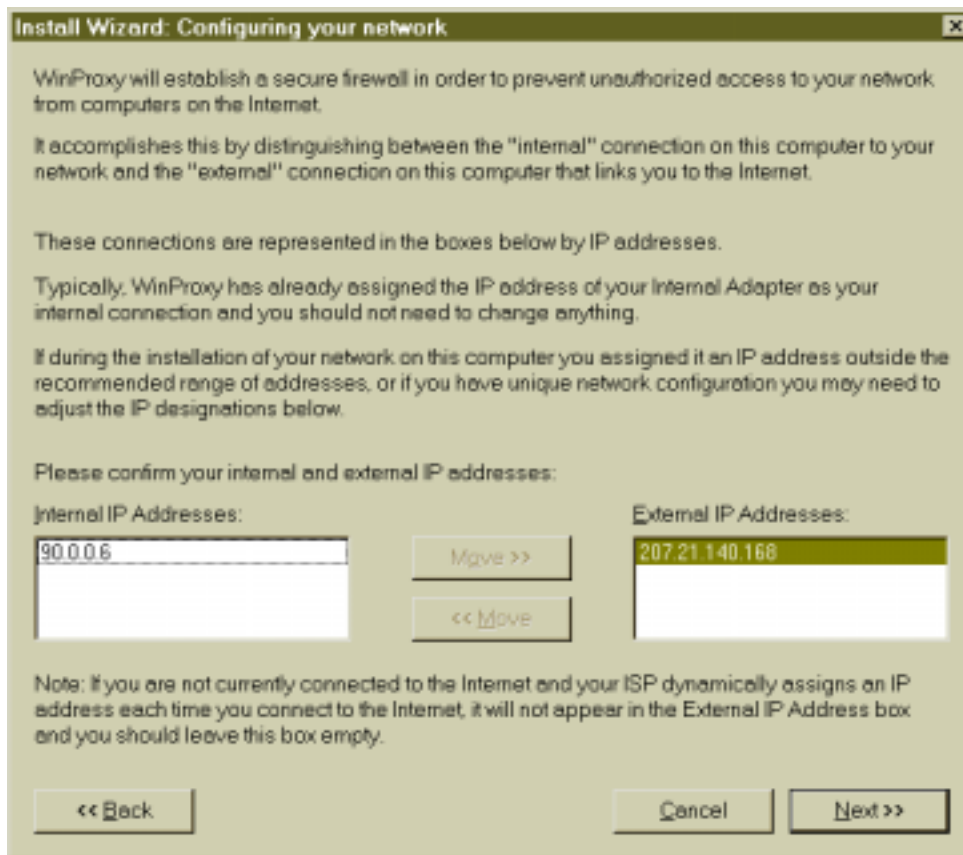 Install Wizard: Configuring your network
WinProxy will establish a secure firewall in order to prevent unauthorized access to your network
from computers on the Internet.
It accomplishes this by distinguishing between the "internal" connection on this computer to your
network and the "external" connection on this computer that links you to the Internet.
These connections are represented in the boxes below by IP addresses.
Typically, WinProxy has already assigned the IP address of your Internal Adapter as your
internal connection and you should not need to change anything.
If during the installation of your network on this computer you assigned it an IP address outside the
recommended range of addresses, or if you have unique network configuration you may need to
adjust the IP designations below.
Please confirm your internal and external IP addresses:
Internal IP Addresses:
External IP Addresses:
90.0.0.6
Move >>
207.21.140.168
<< Move
Note: If you are not currently connected to the Internet and your ISP dynamically assigns an IP
address each time you connect to the Internet, it will not appear in the External IP Address box
and you should leave this box empty.
<< Back
Cancel
Next >>